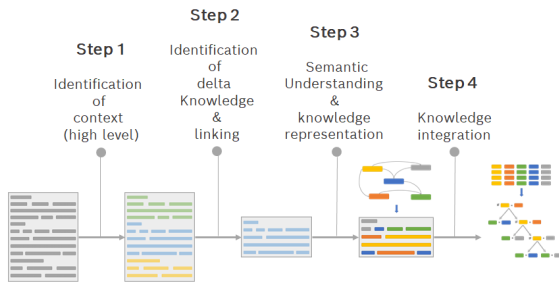 Step 1
Identification
of
context
(high level)
Step 2
Identification
of
delta
Knowledge
&
linking
Step 3
Semantic
Understanding
&
knowledge
representation
Step 4
Knowledge
integration